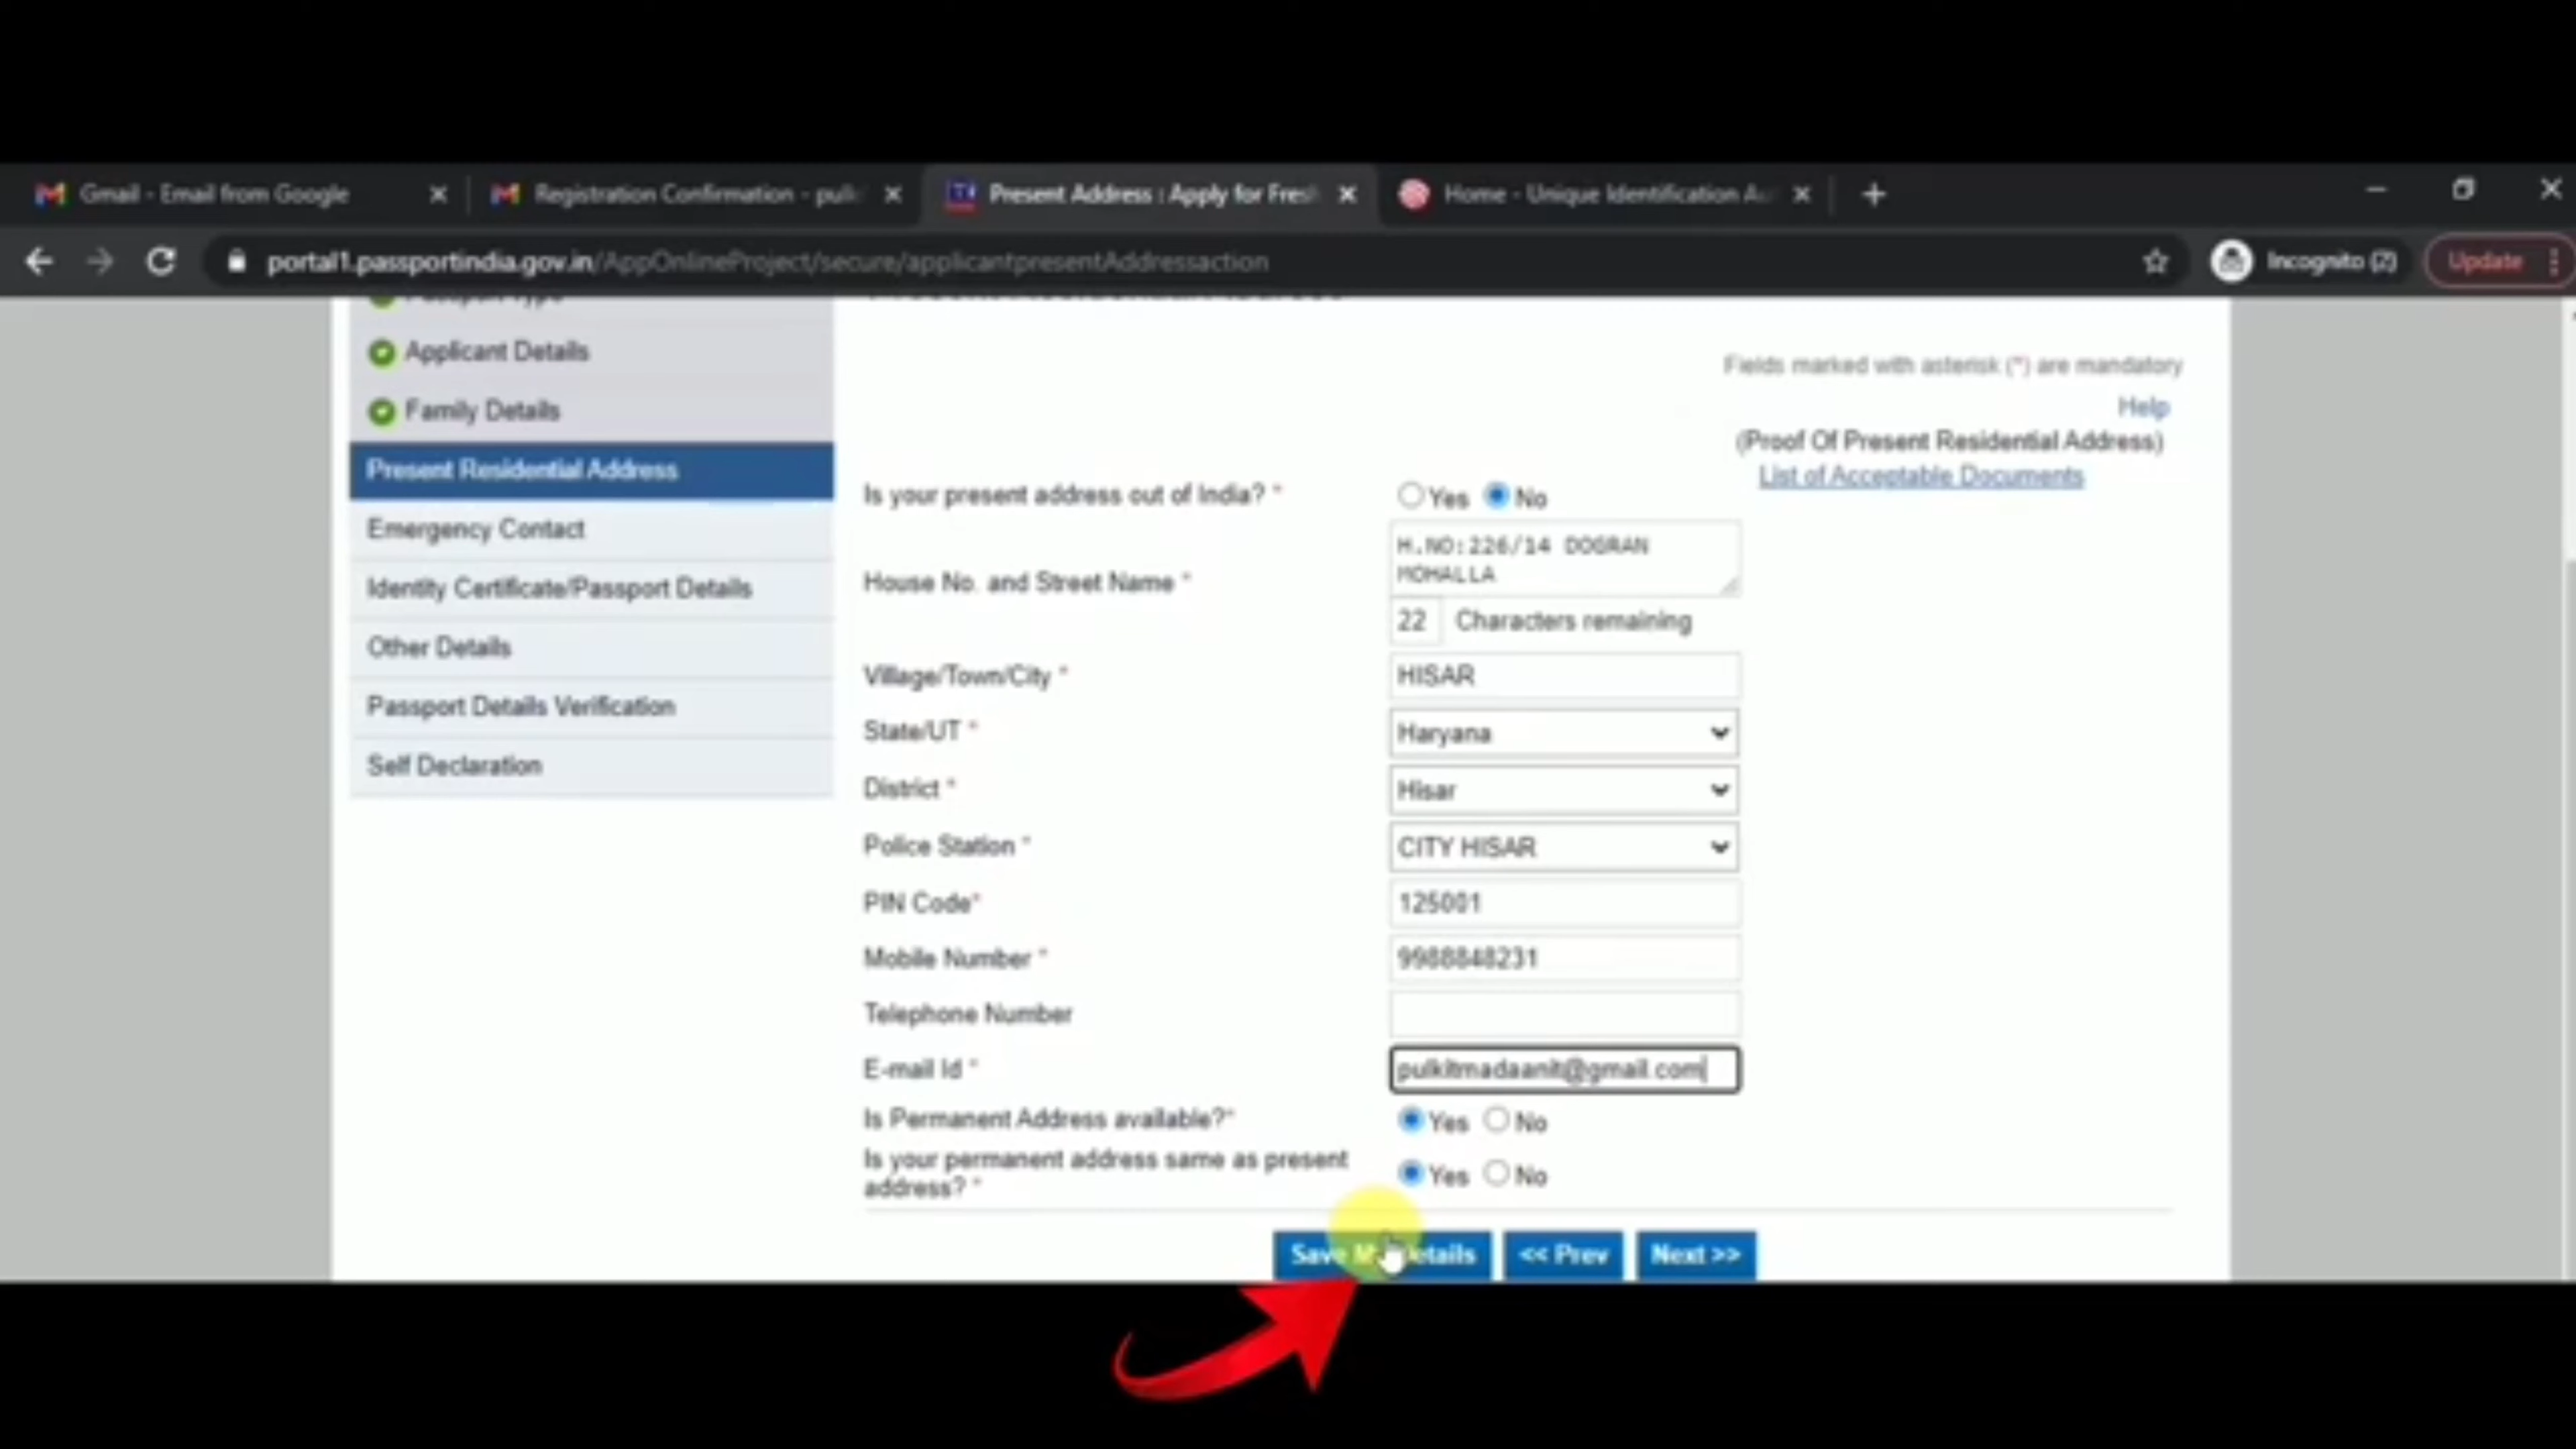 Gmail - Email from Google
Registration Confirmation - pulk
Present Address : Apply for Fresh
Home - Unique Identification Au
portal1.passportindia.gov.in/AppOnlineProject/secure/applicantpresentAddressaction
Incognito (2)
Update
Applicant Details
Family Details
Present Residential Address
Emergency Contact
Identity Certificate/Passport Details
Other Details
Passport Details Verification
Self Declaration
Fields marked with asterisk (*) are mandatory
Help
(Proof Of Present Residential Address)
List of Acceptable Documents
Is your present address out of India? * Yes No
House No. and Street Name * H.NO:226/14 DOGRAN
MOHALLA
22 Characters remaining
Village/Town/City * HISAR
State/UT * Haryana
District * Hisar
Police Station * CITY HISAR
PIN Code* 125001
Mobile Number * 9988848231
Telephone Number
E-mail Id * pulkitmadaanit@gmail.com
Is Permanent Address available?* Yes No
Is your permanent address same as present
address? * Yes No
Save My Details << Prev Next >>